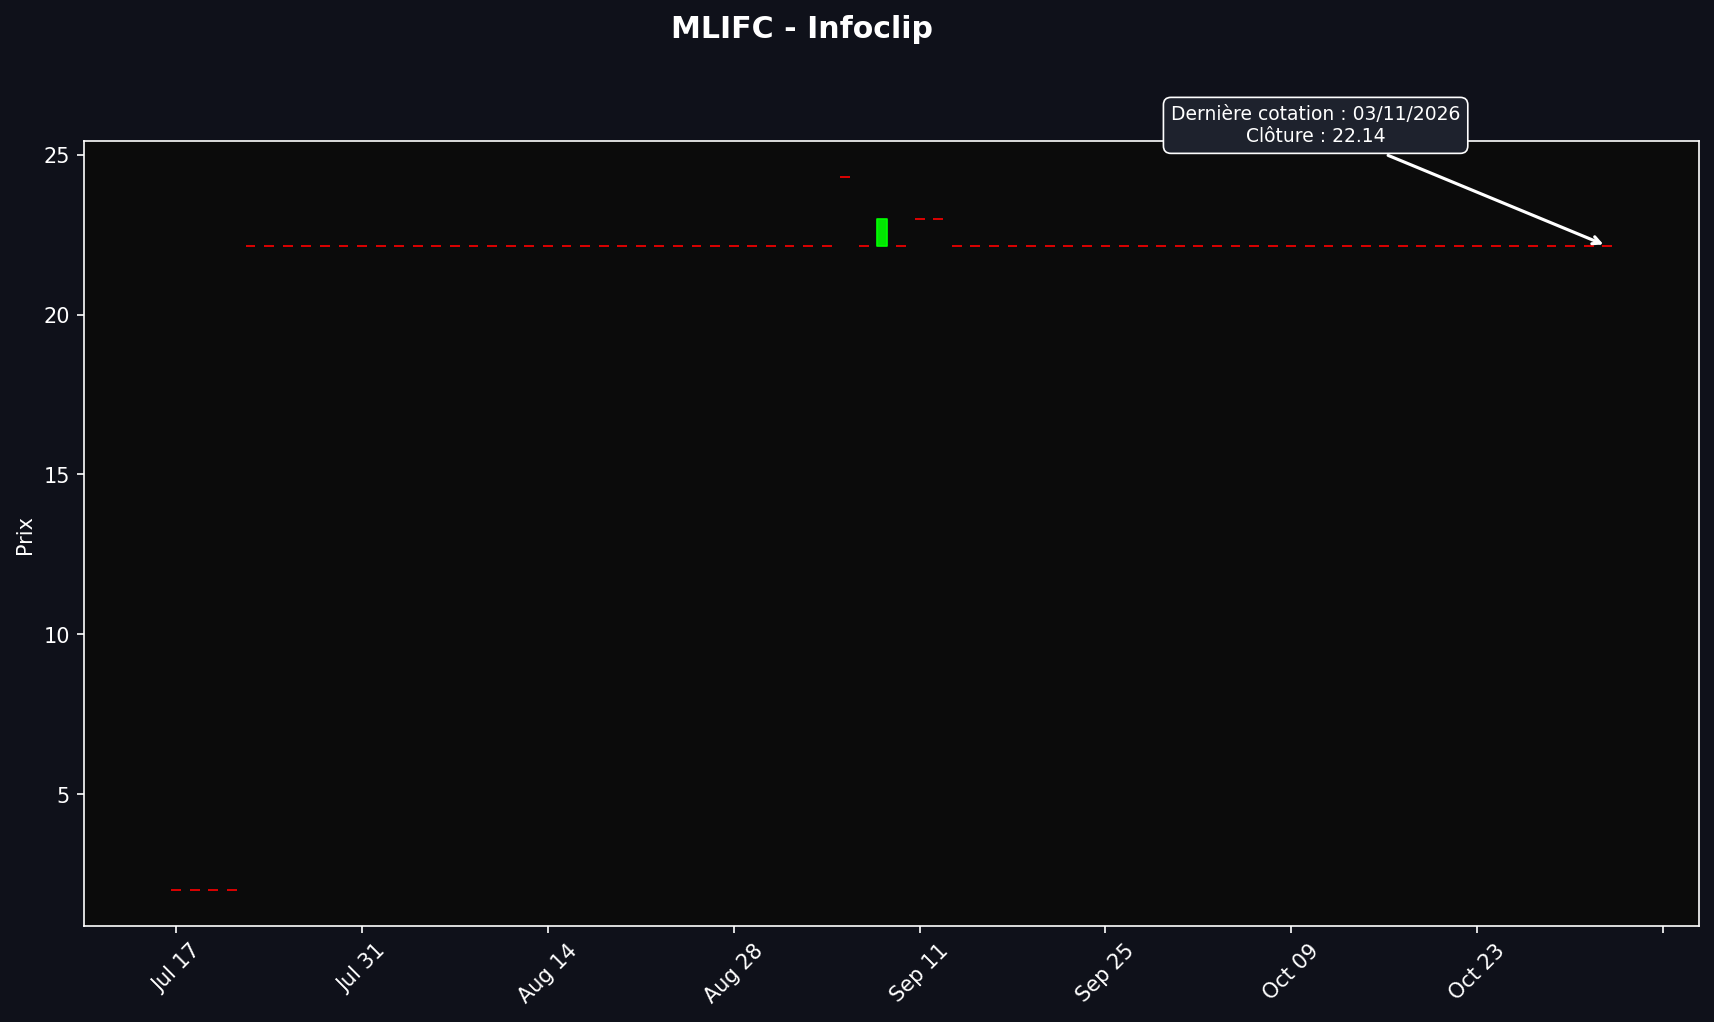 MLIFC - Infoclip
Dernière cotation : 03/11/2026
Clôture : 22.14
25
20
15
10
5
Prix
Jul 17
Jul 31
Aug 14
Aug 28
Sep 11
Sep 25
Oct 09
Oct 23